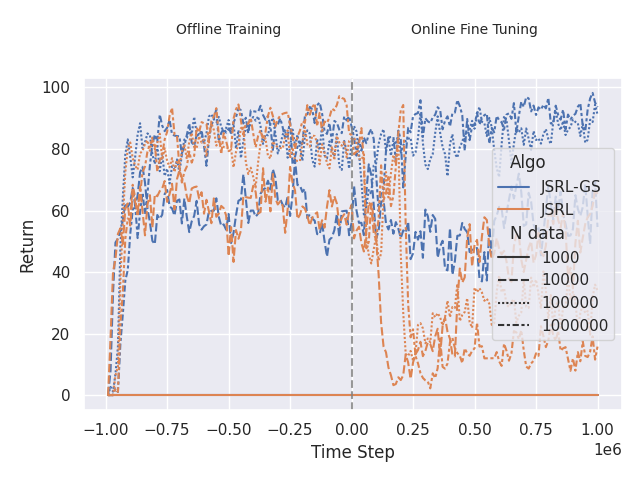 Offline Training
Online Fine Tuning
100
80
60
40
20
0
Return
−1.00 −0.75 −0.50 −0.25 0.00 0.25 0.50 0.75 1.00
1e6
Time Step
Algo
JSRL-GS
JSRL
N data
1000
10000
100000
1000000